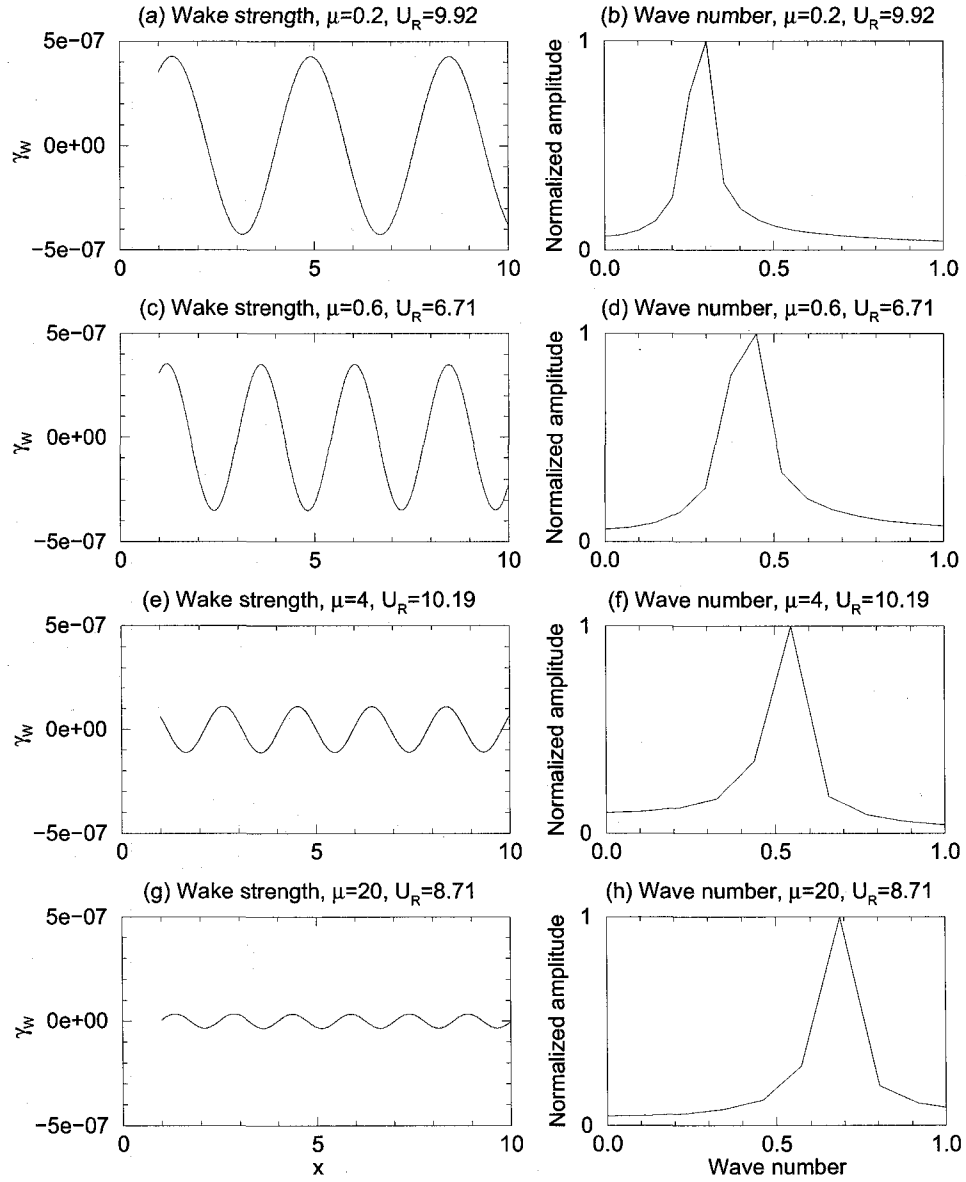 (a) Wake strength, μ=0.2, U_R=9.92
5e−07
0e+00
−5e−07
γ_W
0 5 10
(b) Wave number, μ=0.2, U_R=9.92
Normalized amplitude
1
0
0.0 0.5 1.0
(c) Wake strength, μ=0.6, U_R=6.71
5e−07
0e+00
−5e−07
γ_W
0 5 10
(d) Wave number, μ=0.6, U_R=6.71
Normalized amplitude
1
0
0.0 0.5 1.0
(e) Wake strength, μ=4, U_R=10.19
5e−07
0e+00
−5e−07
γ_W
0 5 10
(f) Wave number, μ=4, U_R=10.19
Normalized amplitude
1
0
0.0 0.5 1.0
(g) Wake strength, μ=20, U_R=8.71
5e−07
0e+00
−5e−07
γ_W
0 5 10
x
(h) Wave number, μ=20, U_R=8.71
Normalized amplitude
1
0
0.0 0.5 1.0
Wave number